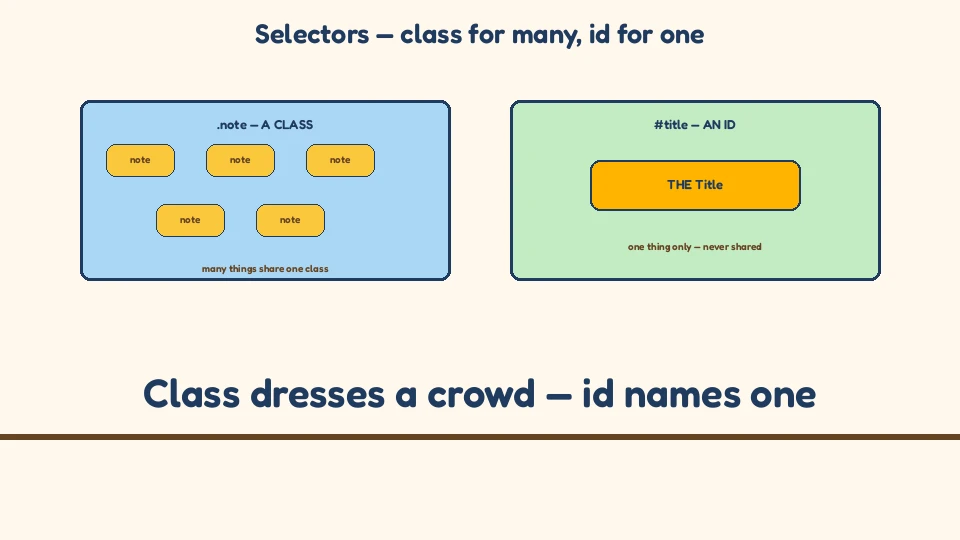 Selectors — class for many, id for one
.note — A CLASS
note
note
note
note
note
many things share one class
#title — AN ID
THE Title
one thing only — never shared
Class dresses a crowd — id names one